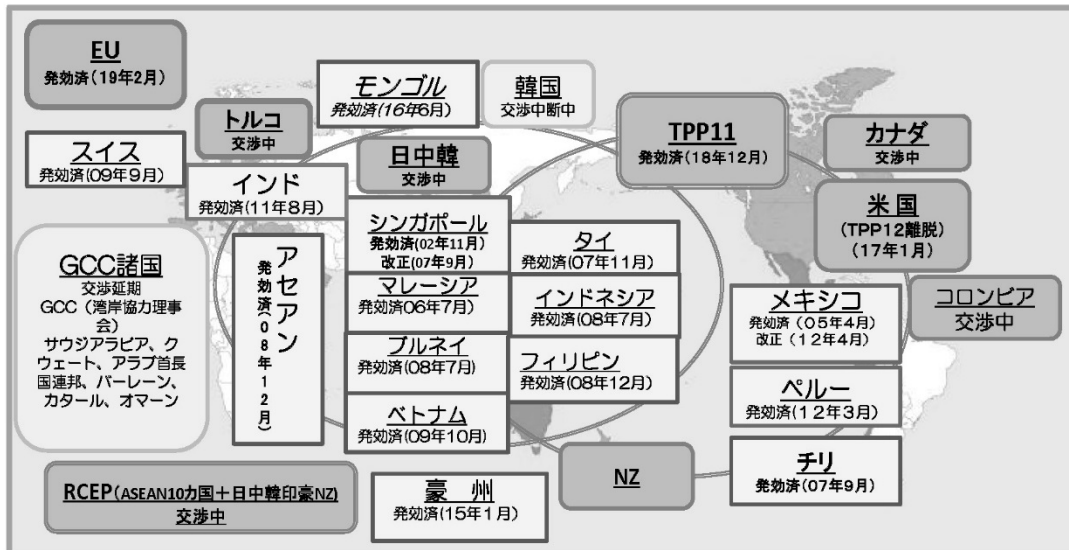 EU
発効済(19年2月)
モンゴル
発効済(16年6月)
韓国
交渉中断中
トルコ
交渉中
TPP11
発効済(18年12月)
カナダ
交渉中
スイス
発効済(09年9月)
日中韓
交渉中
インド
発効済(11年8月)
米国
(TPP12離脱)
(17年1月)
シンガポール
発効済(02年11月)
改正(07年9月)
タイ
発効済(07年11月)
GCC諸国
交渉延期
GCC（湾岸協力理事
会）
サウジアラビア、ク
ウェート、アラブ首長
国連邦、バーレーン、
カタール、オマーン
アセアン
発効済(08年12月)
マレーシア
発効済06年7月)
インドネシア
発効済(08年7月)
メキシコ
発効済（05年4月）
改正（12年4月）
コロンビア
交渉中
ブルネイ
発効済(08年7月)
フィリピン
発効済(08年12月)
ペルー
発効済(12年3月)
ベトナム
発効済(09年10月)
チリ
発効済(07年9月)
NZ
RCEP(ASEAN10カ国＋日中韓印豪NZ)
交渉中
豪　州
発効済(15年1月)